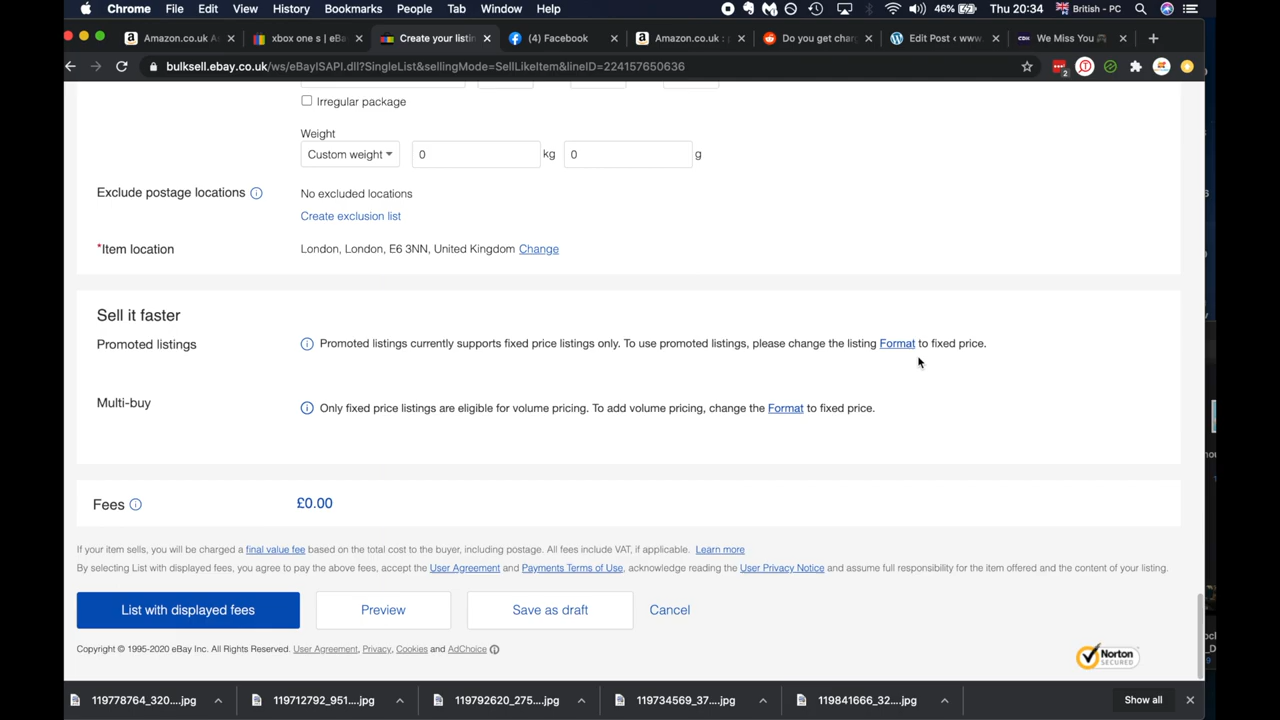 Chrome File Edit View History Bookmarks People Tab Window Help 46% Thu 20:34 British - PC
Amazon.co.uk A xbox one s | eBa Create your listin (4) Facebook Amazon.co.uk : Do you get char Edit Post < www. We Miss You
bulksell.ebay.co.uk/ws/eBayISAPI.dll?SingleList&sellingMode=SellLikeItem&lineID=224157650636
Irregular package
Weight
Custom weight 0 kg 0 g
Exclude postage locations No excluded locations
Create exclusion list
*Item location London, London, E6 3NN, United Kingdom Change
Sell it faster
Promoted listings Promoted listings currently supports fixed price listings only. To use promoted listings, please change the listing Format to fixed price.
Multi-buy Only fixed price listings are eligible for volume pricing. To add volume pricing, change the Format to fixed price.
Fees £0.00
If your item sells, you will be charged a final value fee based on the total cost to the buyer, including postage. All fees include VAT, if applicable. Learn more
By selecting List with displayed fees, you agree to pay the above fees, accept the User Agreement and Payments Terms of Use, acknowledge reading the User Privacy Notice and assume full responsibility for the item offered and the content of your listing.
List with displayed fees Preview Save as draft Cancel
Copyright © 1995-2020 eBay Inc. All Rights Reserved. User Agreement, Privacy, Cookies and AdChoice
Norton
SECURED
119778764_320....jpg 119712792_951....jpg 119792620_275....jpg 119734569_37....jpg 119841666_32....jpg Show all